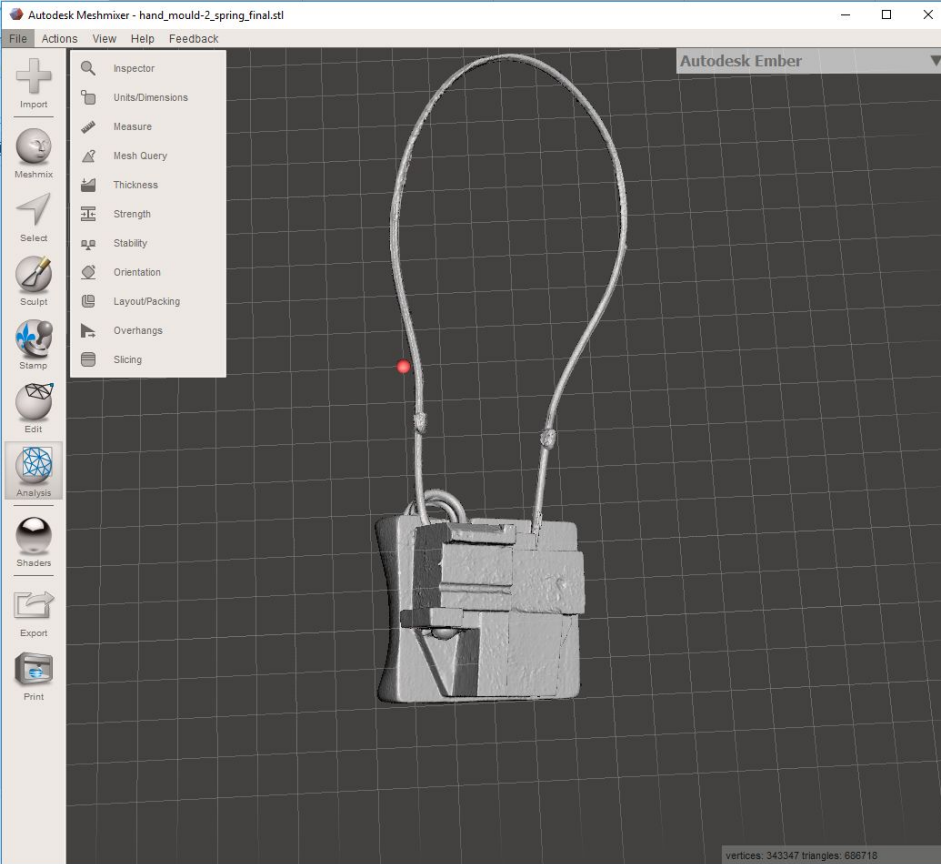 Autodesk Meshmixer - hand_mould-2_spring_final.stl
File Actions View Help Feedback
Autodesk Ember
Import
Meshmix
Select
Sculpt
Stamp
Edit
Analysis
Shaders
Export
Print
Inspector
Units/Dimensions
Measure
Mesh Query
Thickness
Strength
Stability
Orientation
Layout/Packing
Overhangs
Slicing
vertices: 343347 triangles: 686718